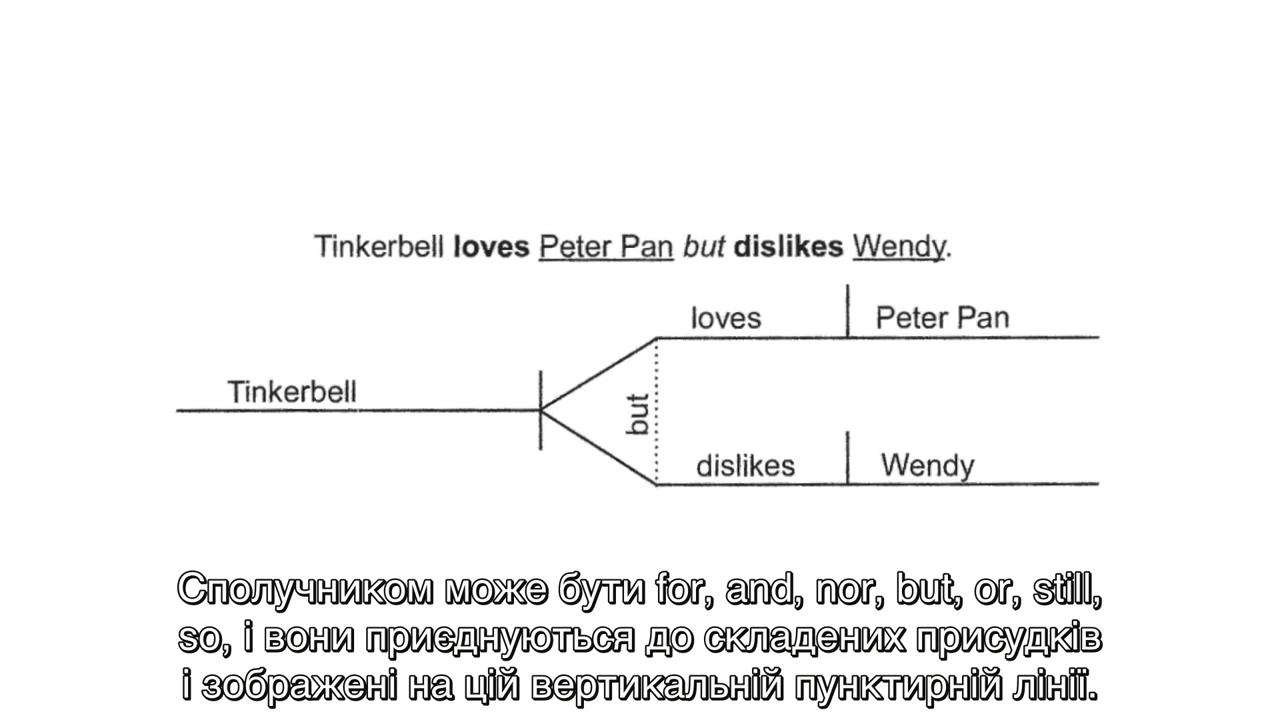 Tinkerbell loves Peter Pan but dislikes Wendy.
loves Peter Pan
Tinkerbell
but
dislikes Wendy
Сполучником може бути for, and, nor, but, or, still,
so, і вони приєднуються до складених присудків
і зображені на цій вертикальній пунктирній лінії.